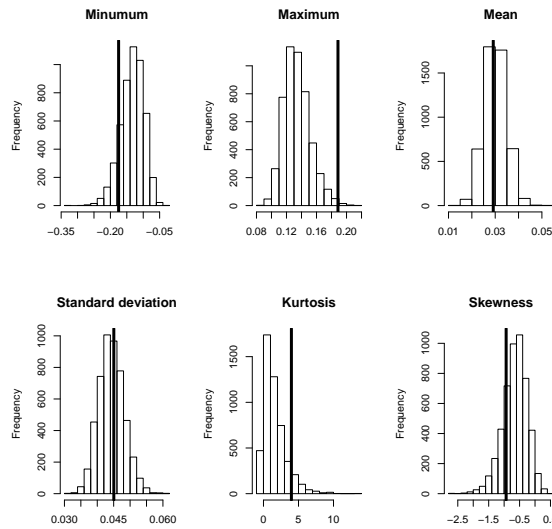 Minumum
Maximum
Mean
Frequency
Frequency
Frequency
0 200 400 600 800
0 200 400 600 800
0 500 1000 1500
−0.35 −0.20 −0.05
0.08 0.12 0.16 0.20
0.01 0.03 0.05
Standard deviation
Kurtosis
Skewness
Frequency
Frequency
Frequency
0 200 400 600 800 1000
0 500 1000 1500
0 200 400 600 800 1000
0.030 0.045 0.060
0 5 10
−2.5 −1.5 −0.5